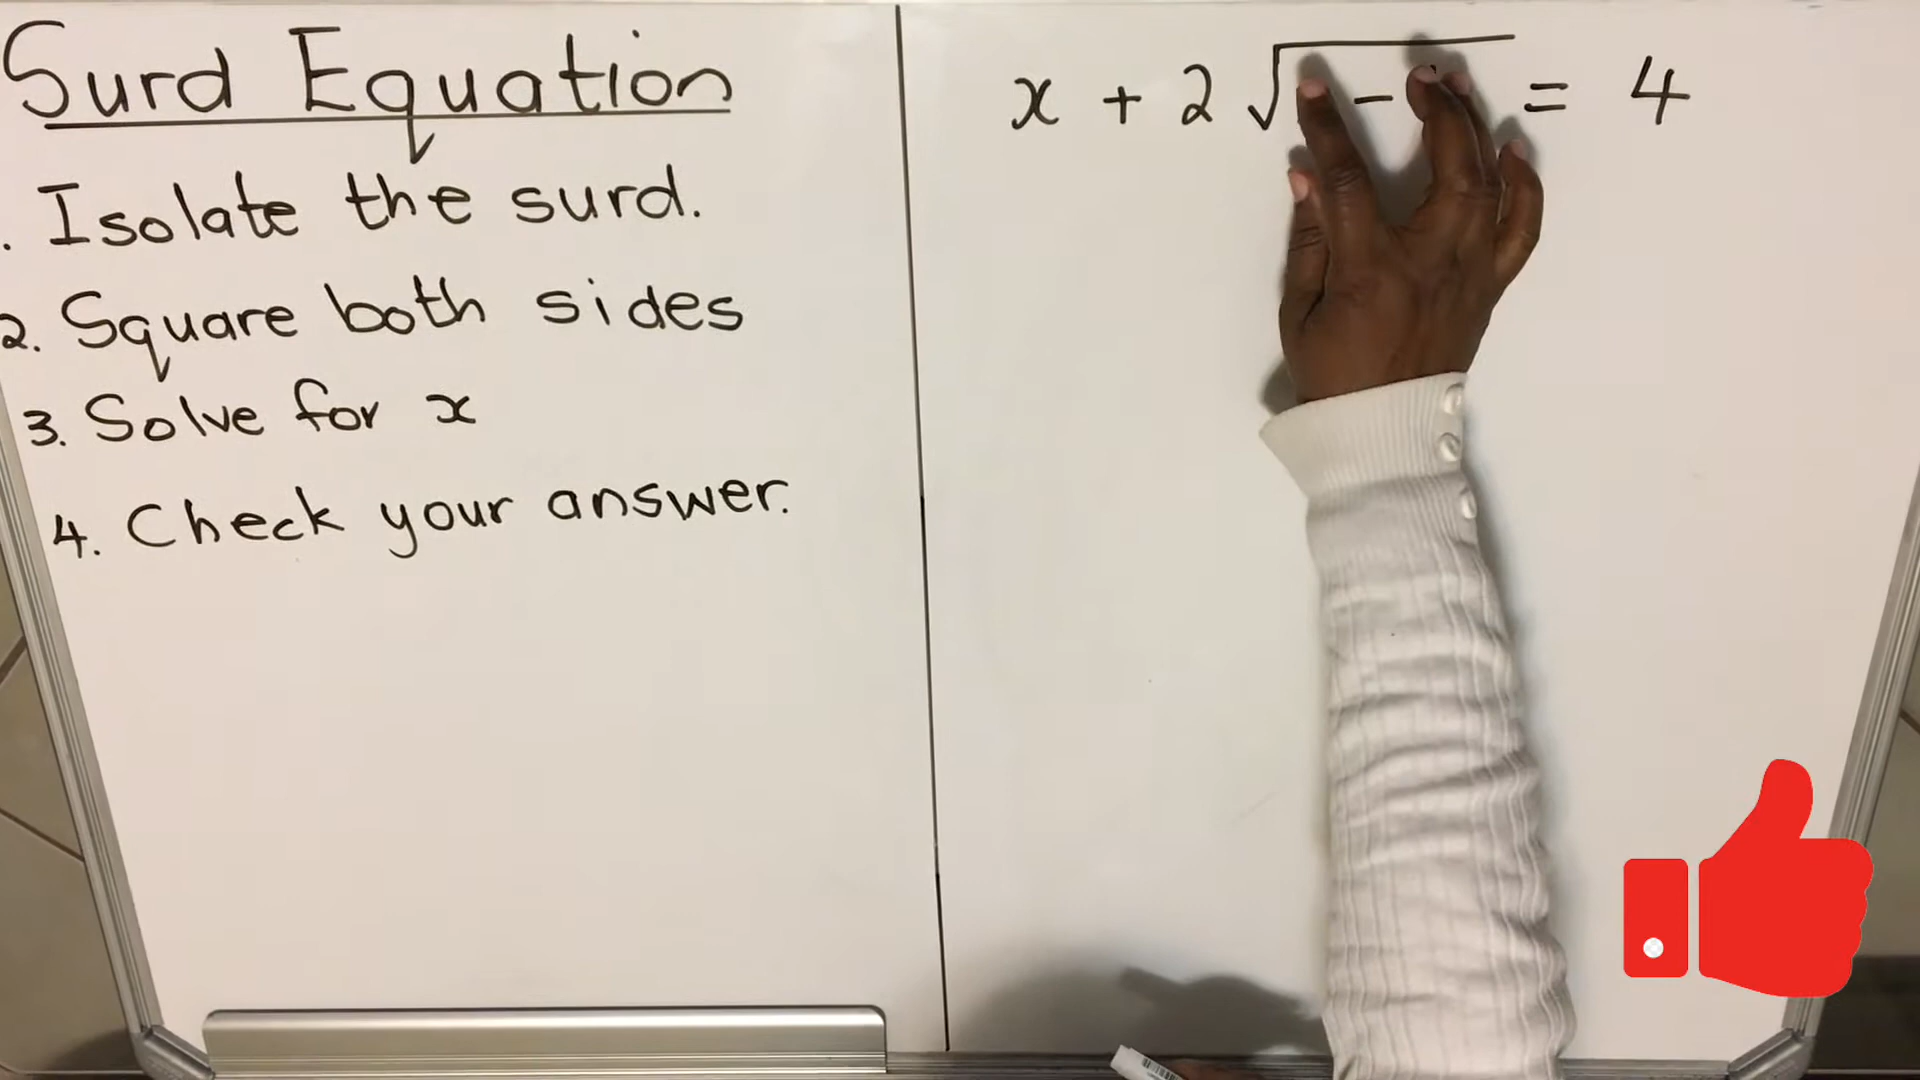 Surd Equation
. Isolate the surd.
2. Square both sides
3. Solve for x
4. Check your answer.
x + 2 √ - = 4